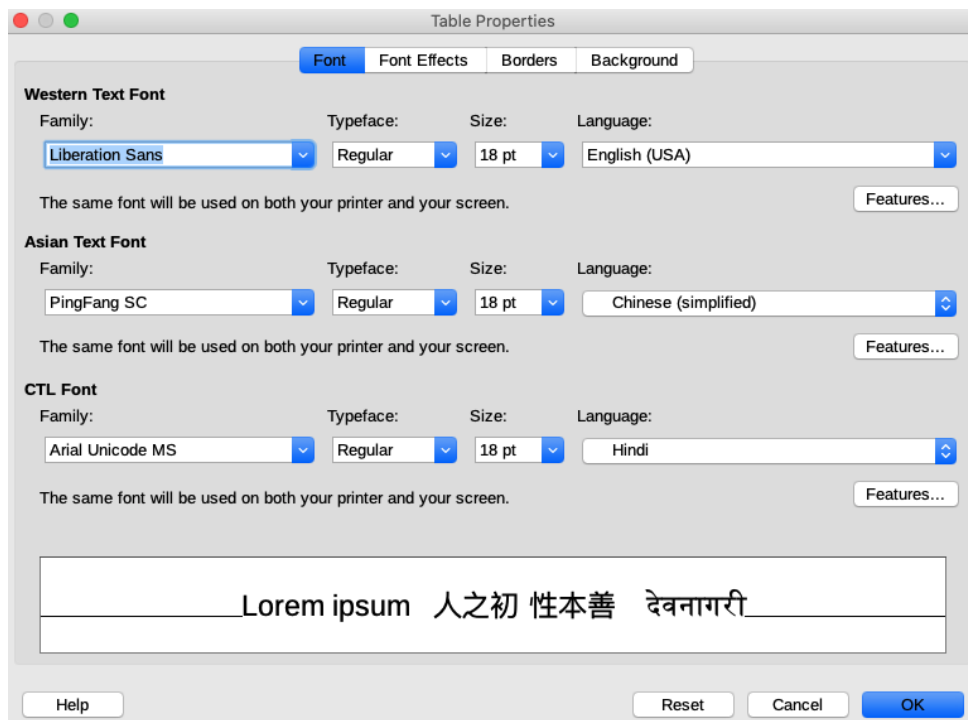 Table Properties
Font Font Effects Borders Background
Western Text Font
Family: Typeface: Size: Language:
Liberation Sans Regular 18 pt English (USA)
The same font will be used on both your printer and your screen. Features...
Asian Text Font
Family: Typeface: Size: Language:
PingFang SC Regular 18 pt Chinese (simplified)
The same font will be used on both your printer and your screen. Features...
CTL Font
Family: Typeface: Size: Language:
Arial Unicode MS Regular 18 pt Hindi
The same font will be used on both your printer and your screen. Features...
Lorem ipsum 人之初 性本善 देवनागरी
Help Reset Cancel OK